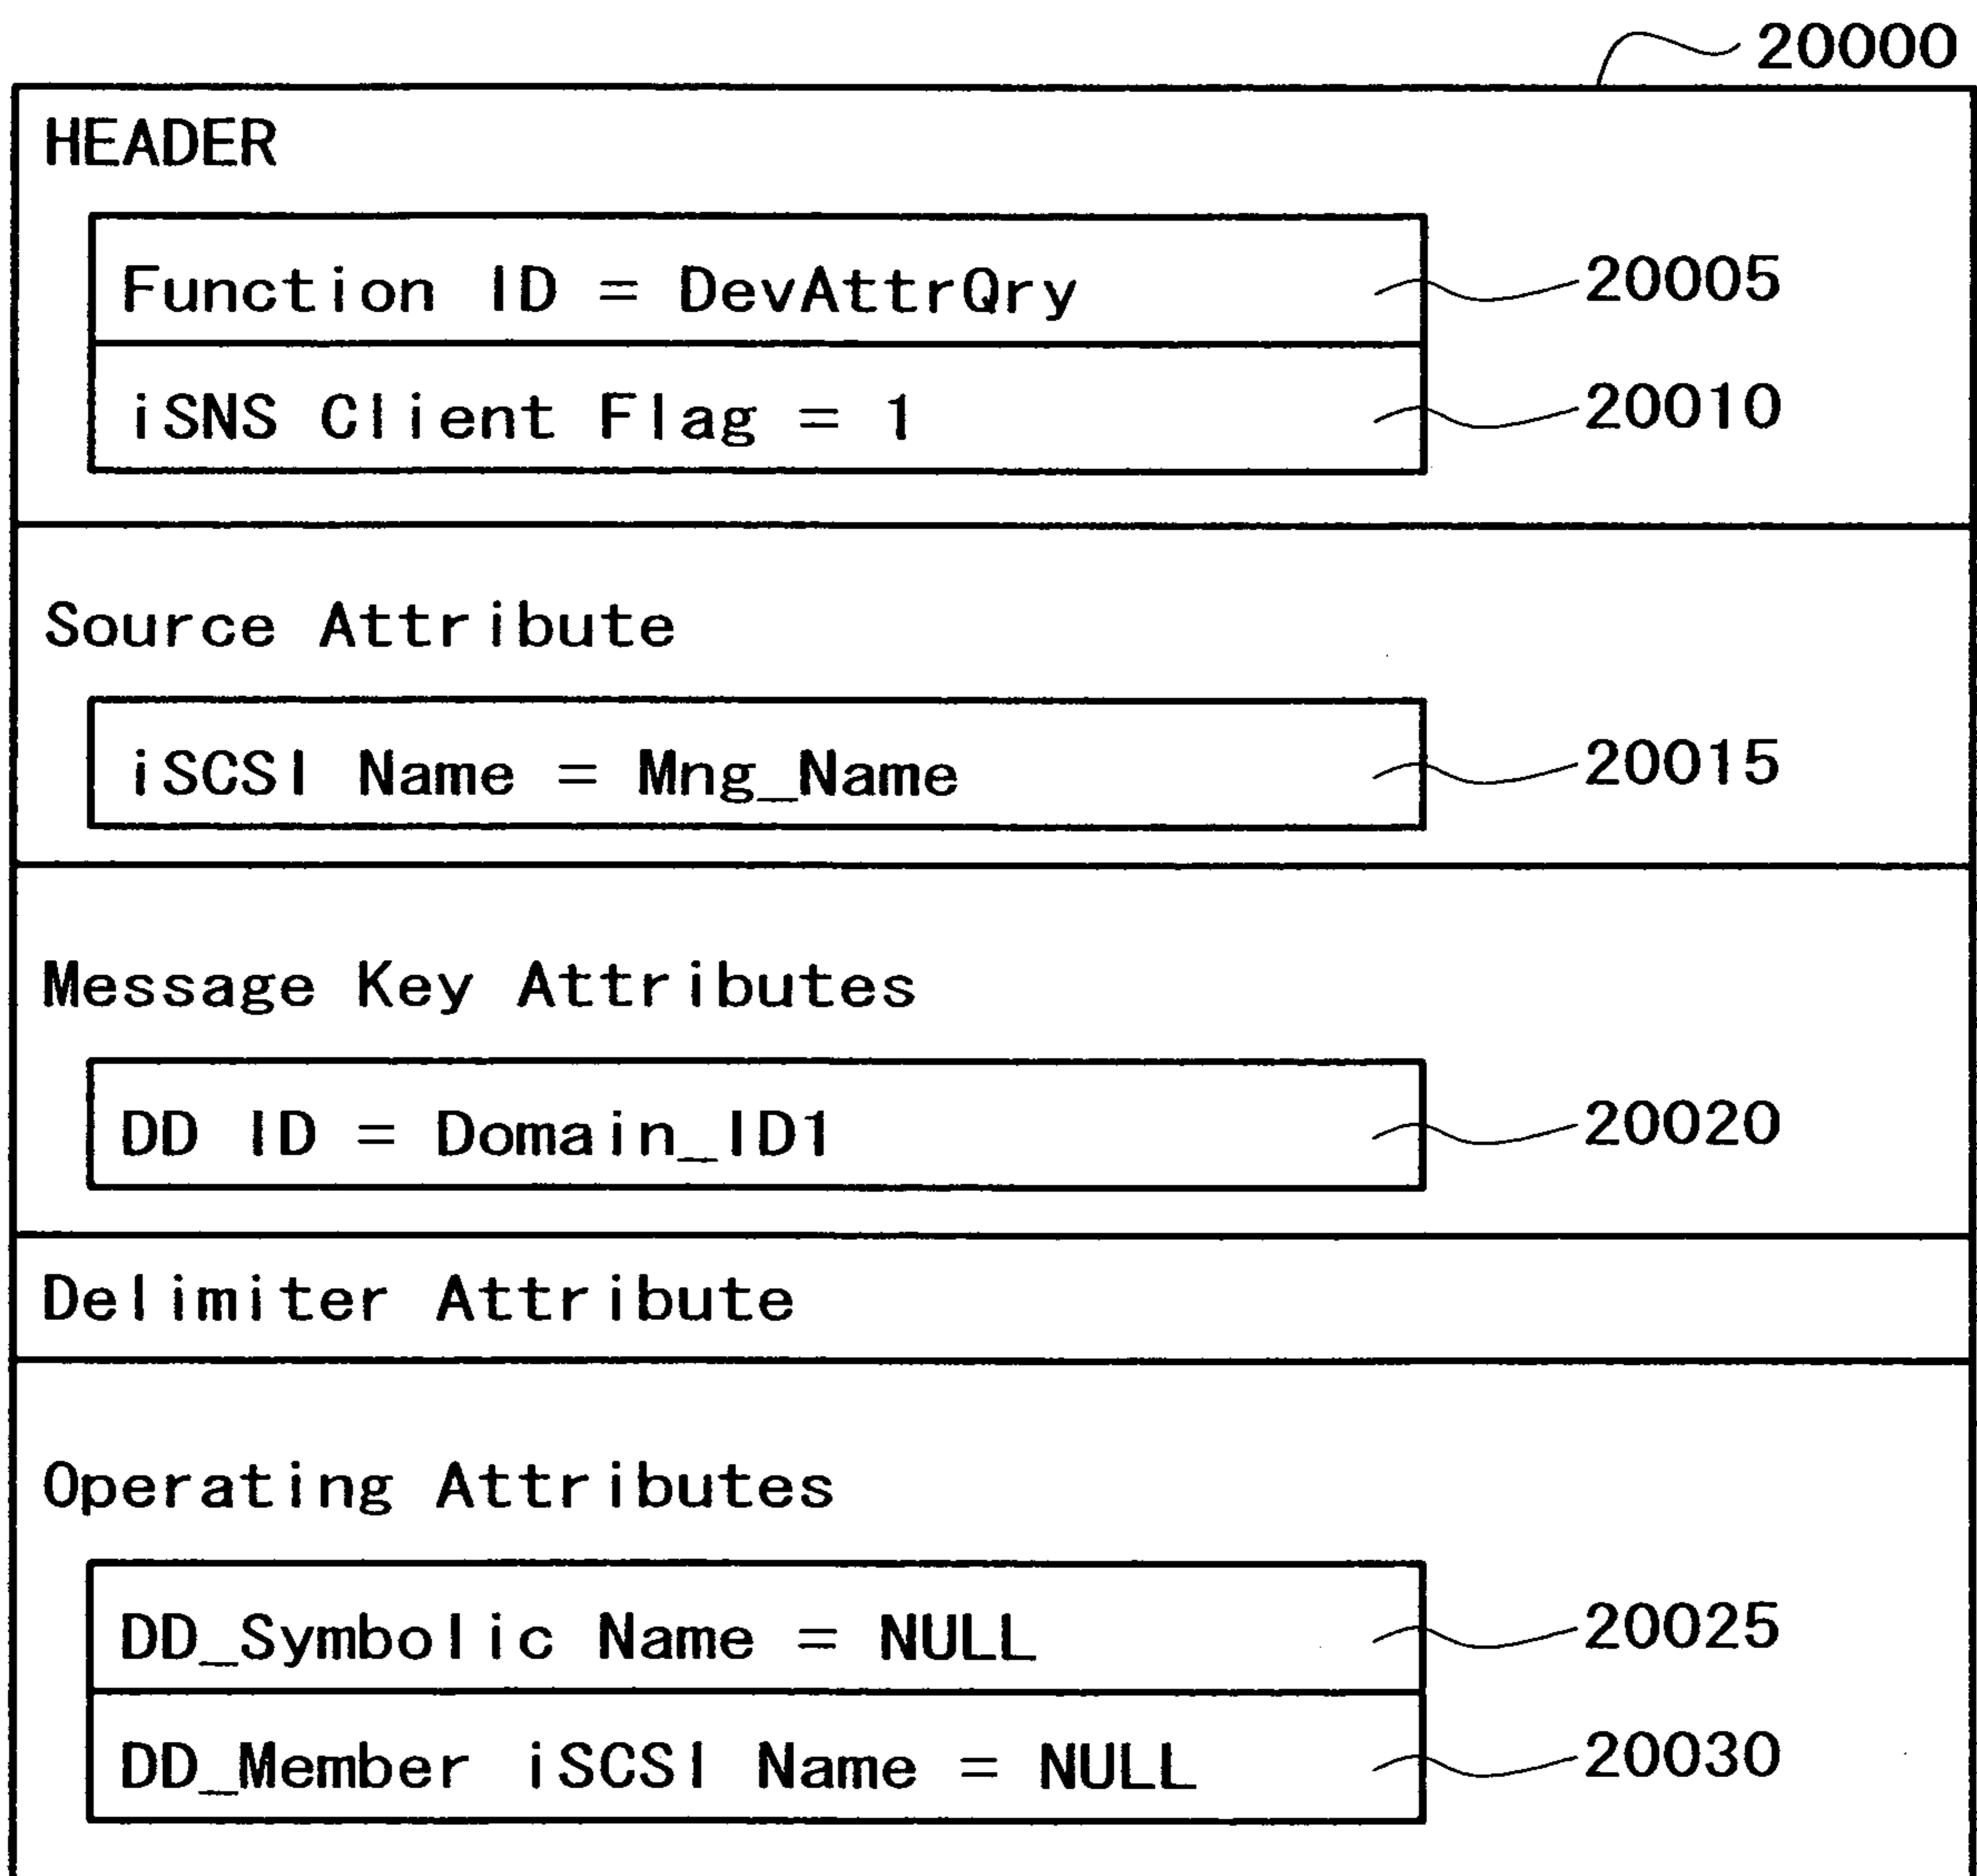 20000
HEADER
Function ID = DevAttrQry 20005
iSNS Client Flag = 1 20010
Source Attribute
iSCSI Name = Mng_Name 20015
Message Key Attributes
DD ID = Domain_ID1 20020
Delimiter Attribute
Operating Attributes
DD_Symbolic Name = NULL 20025
DD_Member iSCSI Name = NULL 20030